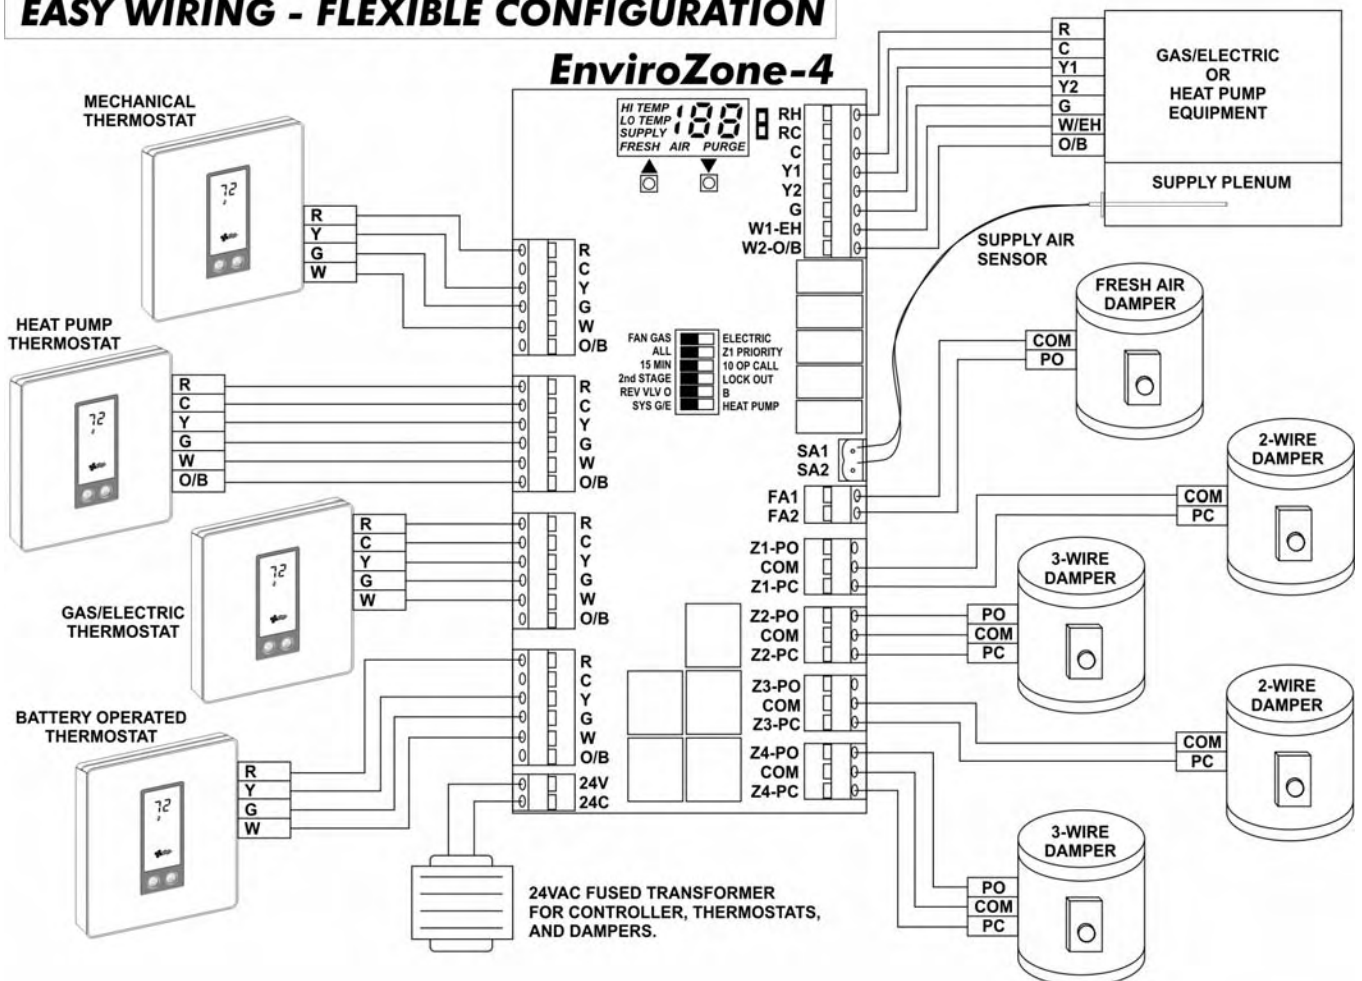 EASY WIRING - FLEXIBLE CONFIGURATION
EnviroZone-4
HI TEMP
LO TEMP
SUPPLY
188
FRESH AIR PURGE
RH
RC
C
Y1
Y2
G
W1-EH
W2-O/B
R
C
Y1
Y2
G
W/EH
O/B
GAS/ELECTRIC
OR
HEAT PUMP
EQUIPMENT
SUPPLY PLENUM
SUPPLY AIR
SENSOR
MECHANICAL
THERMOSTAT
72
R
Y
G
W
R
C
Y
G
W
O/B
HEAT PUMP
THERMOSTAT
72
R
C
Y
G
W
O/B
R
C
Y
G
W
O/B
GAS/ELECTRIC
THERMOSTAT
72
R
C
Y
G
W
R
C
Y
G
W
O/B
BATTERY OPERATED
THERMOSTAT
72
R
Y
G
W
R
C
Y
G
W
O/B
24V
24C
24VAC FUSED TRANSFORMER
FOR CONTROLLER, THERMOSTATS,
AND DAMPERS.
FAN GAS ELECTRIC
ALL Z1 PRIORITY
15 MIN 10 OP CALL
2nd STAGE LOCK OUT
REV VLV O B
SYS G/E HEAT PUMP
SA1
SA2
FA1
FA2
Z1-PO
COM
Z1-PC
Z2-PO
COM
Z2-PC
Z3-PO
COM
Z3-PC
Z4-PO
COM
Z4-PC
FRESH AIR
DAMPER
COM
PO
2-WIRE
DAMPER
COM
PC
3-WIRE
DAMPER
PO
COM
PC
2-WIRE
DAMPER
COM
PC
3-WIRE
DAMPER
PO
COM
PC